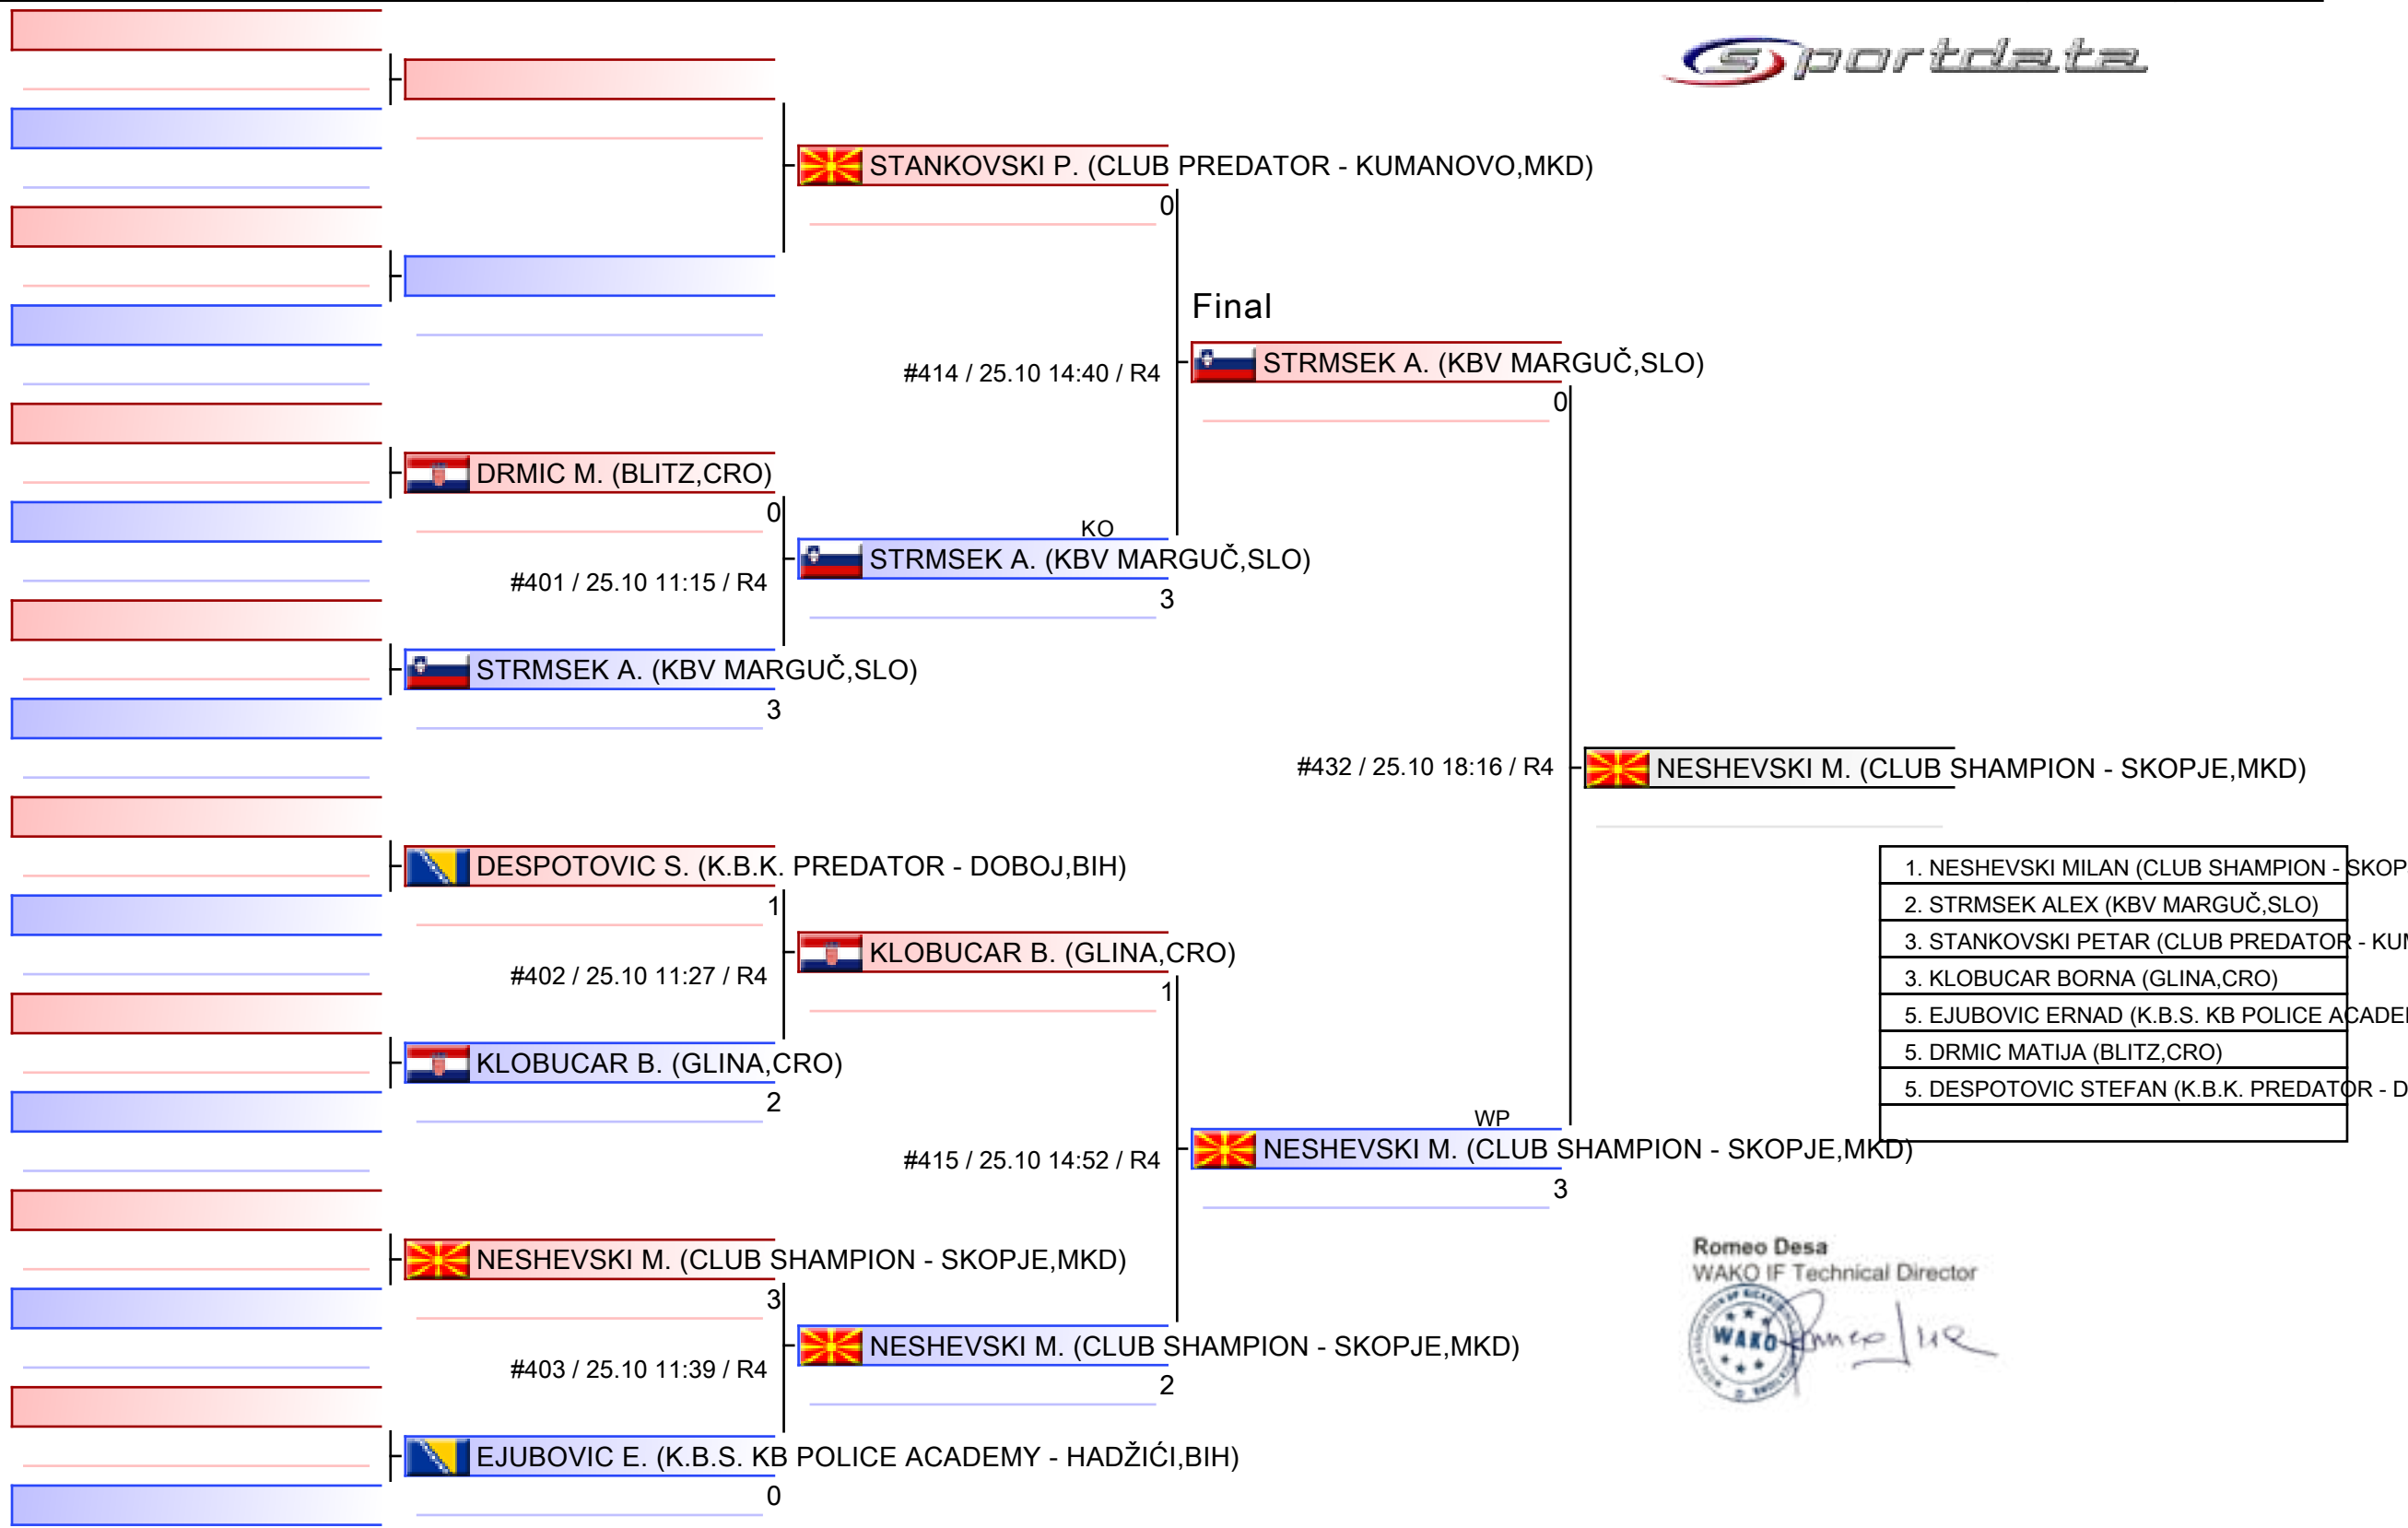 sportdata
STANKOVSKI P. (CLUB PREDATOR - KUMANOVO,MKD)
0
Final
#414 / 25.10 14:40 / R4
STRMSEK A. (KBV MARGUČ,SLO)
0
DRMIC M. (BLITZ,CRO)
0
KO
#401 / 25.10 11:15 / R4
STRMSEK A. (KBV MARGUČ,SLO)
3
STRMSEK A. (KBV MARGUČ,SLO)
3
#432 / 25.10 18:16 / R4
NESHEVSKI M. (CLUB SHAMPION - SKOPJE,MKD)
DESPOTOVIC S. (K.B.K. PREDATOR - DOBOJ,BIH)
1
#402 / 25.10 11:27 / R4
KLOBUCAR B. (GLINA,CRO)
1
KLOBUCAR B. (GLINA,CRO)
2
1. NESHEVSKI MILAN (CLUB SHAMPION - SKOP
2. STRMSEK ALEX (KBV MARGUČ,SLO)
3. STANKOVSKI PETAR (CLUB PREDATOR - KUM
3. KLOBUCAR BORNA (GLINA,CRO)
5. EJUBOVIC ERNAD (K.B.S. KB POLICE ACADE
5. DRMIC MATIJA (BLITZ,CRO)
5. DESPOTOVIC STEFAN (K.B.K. PREDATOR - D
WP
#415 / 25.10 14:52 / R4
NESHEVSKI M. (CLUB SHAMPION - SKOPJE,MKD)
3
NESHEVSKI M. (CLUB SHAMPION - SKOPJE,MKD)
3
#403 / 25.10 11:39 / R4
NESHEVSKI M. (CLUB SHAMPION - SKOPJE,MKD)
2
EJUBOVIC E. (K.B.S. KB POLICE ACADEMY - HADŽIĆI,BIH)
0
Romeo Desa
WAKO IF Technical Director
WAKO